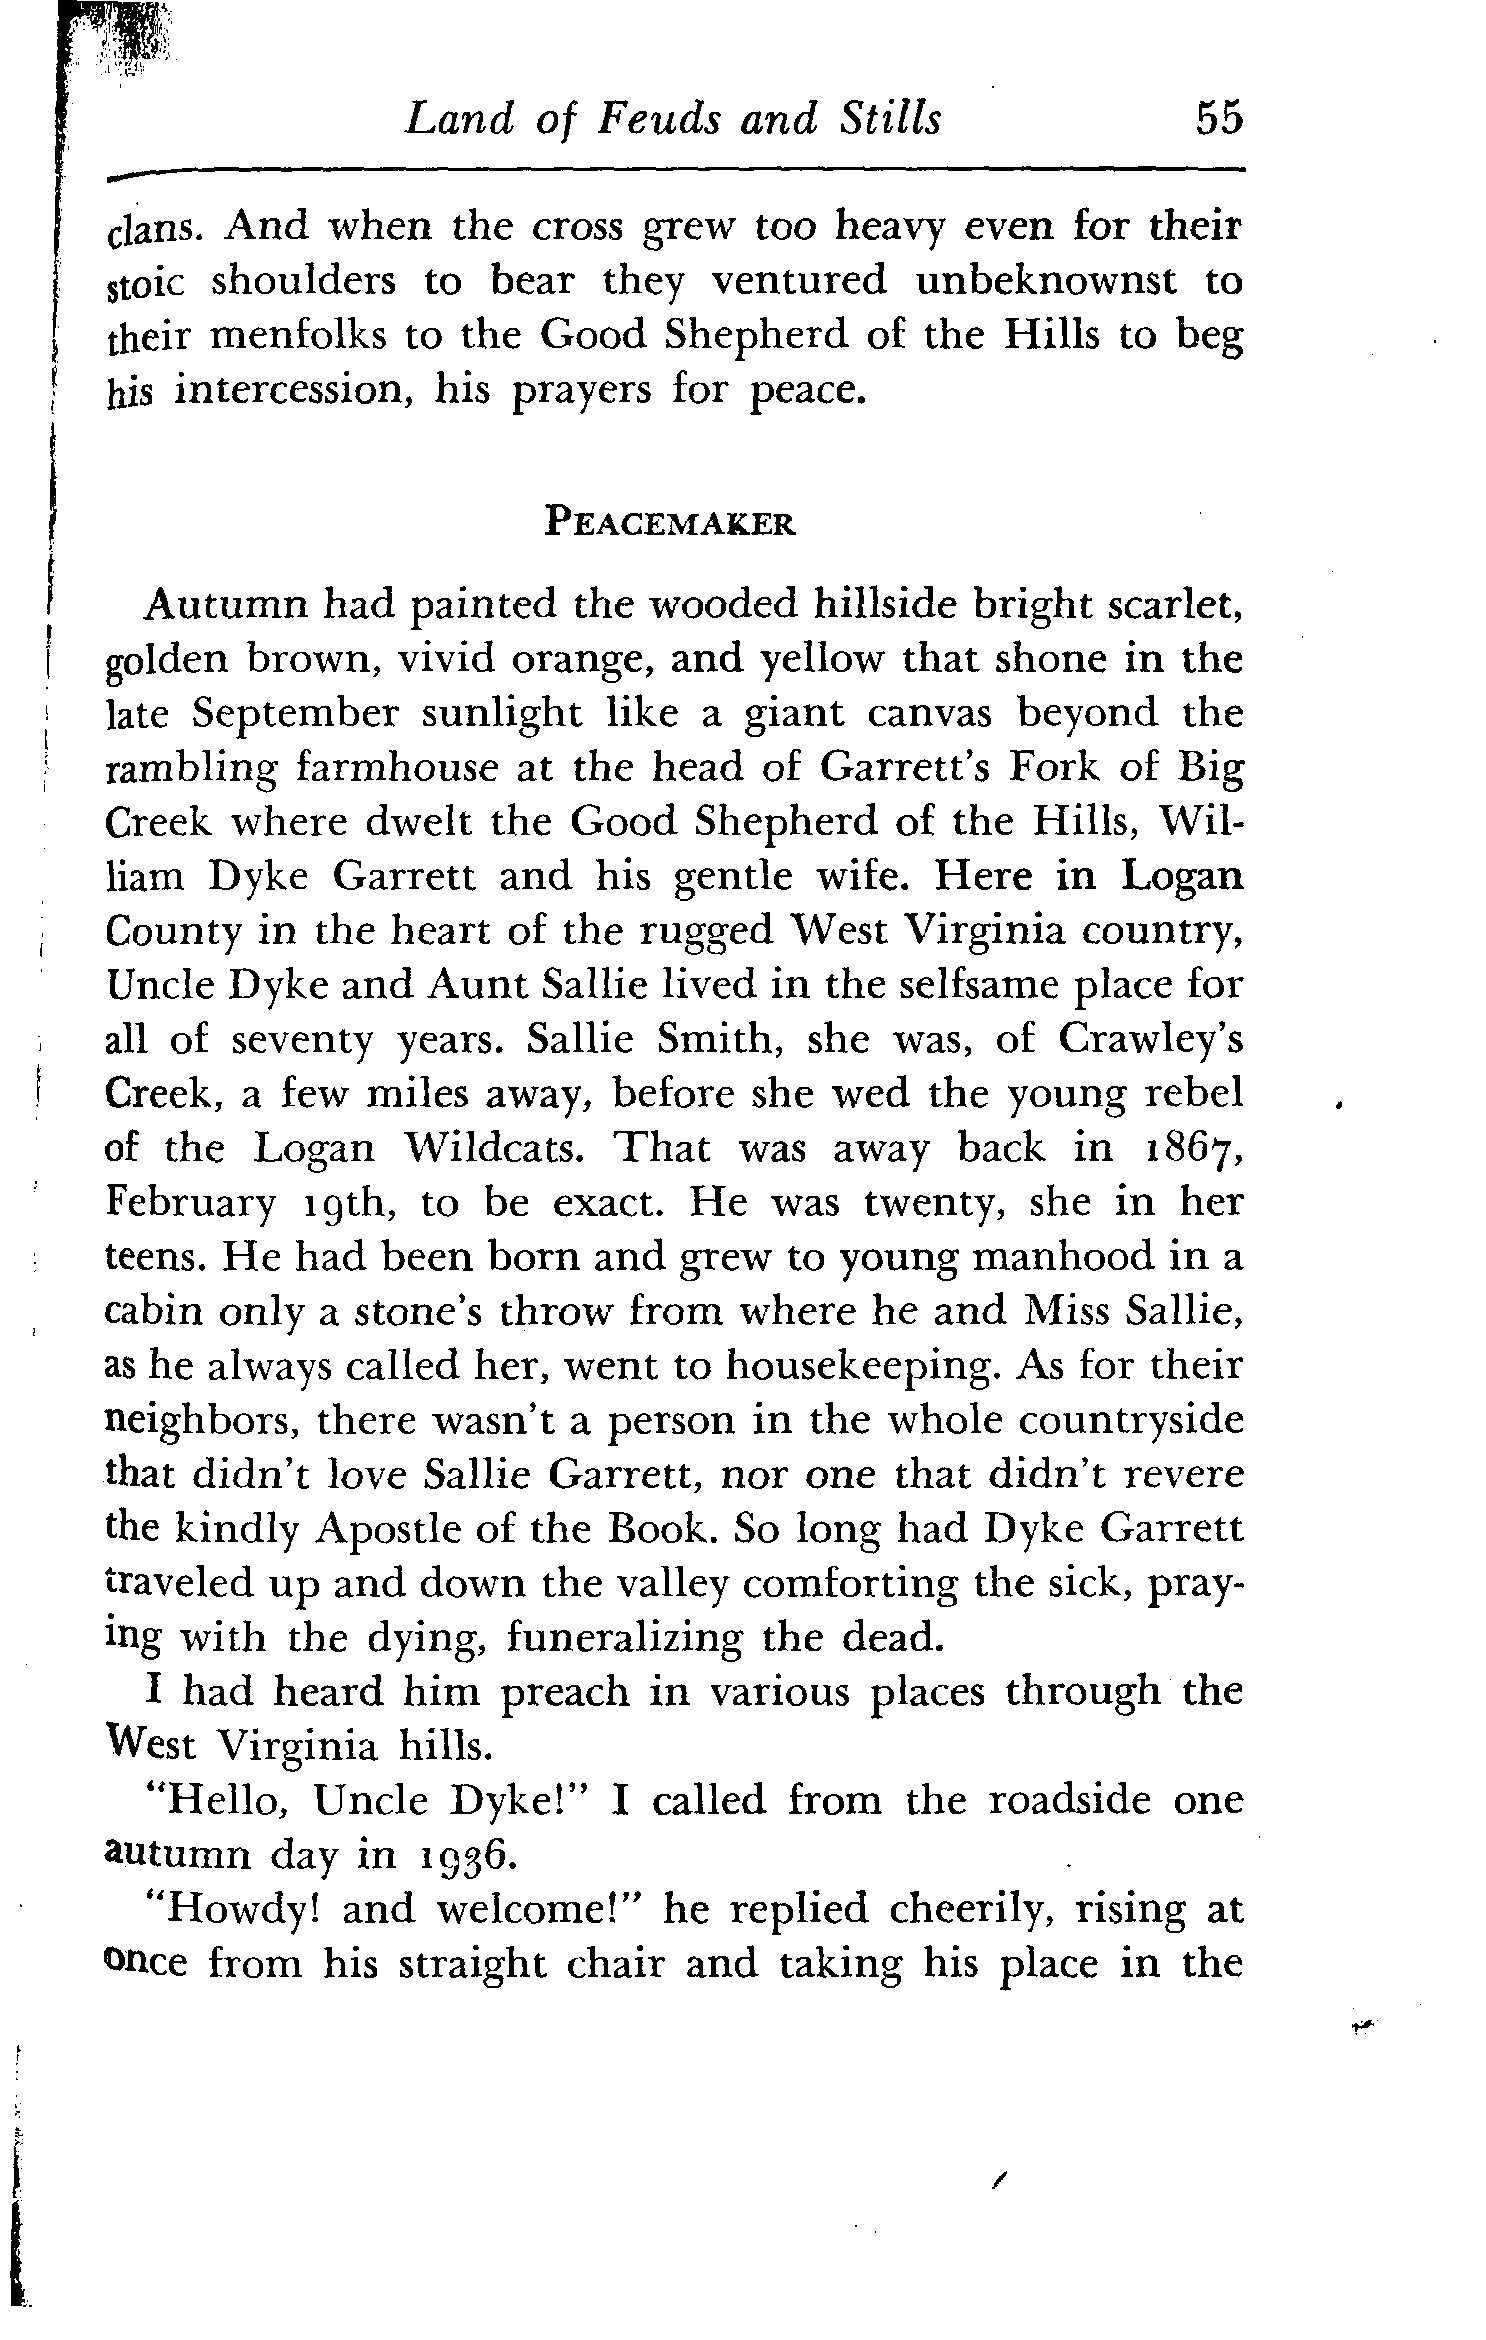 Land of Feuds and Stills 55
clans. And when the cross grew too heavy even for their
stoic shoulders to bear they ventured unbeknownst to
their menfolks to the Good Shepherd of the Hills to beg
his intercession, his prayers for peace.
PEACEMAKER
Autumn had painted the wooded hillside bright scarlet,
golden brown, vivid orange, and yellow that shone in the
late September sunlight like a giant canvas beyond the
rambling farmhouse at the head of Garrett's Fork of Big
Creek where dwelt the Good Shepherd of the Hills, Wil-
liam Dyke Garrett and his gentle wife. Here in Logan
County in the heart of the rugged West Virginia country,
Uncle Dyke and Aunt Sallie lived in the selfsame place for
all of seventy years. Sallie Smith, she was, of Crawley's
Creek, a few miles away, before she wed the young rebel
of the Logan Wildcats. That was away back in 1867,
February 19th, to be exact. He was twenty, she in her
teens. He had been born and grew to young manhood in a
cabin only a stone's throw from where he and Miss Sallie,
as he always called her, went to housekeeping. As for their
neighbors, there wasn't a person in the whole countryside
that didn't love Sallie Garrett, nor one that didn't revere
the kindly Apostle of the Book. So long had Dyke Garrett
traveled up and down the valley comforting the sick, pray-
ing with the dying, funeralizing the dead.
I had heard him preach in various places through the
West Virginia hills.
"Hello, Uncle Dyke!" I called from the roadside one
autumn day in 1936.
"Howdy! and welcome!" he replied cheerily, rising at
once from his straight chair and taking his place in the